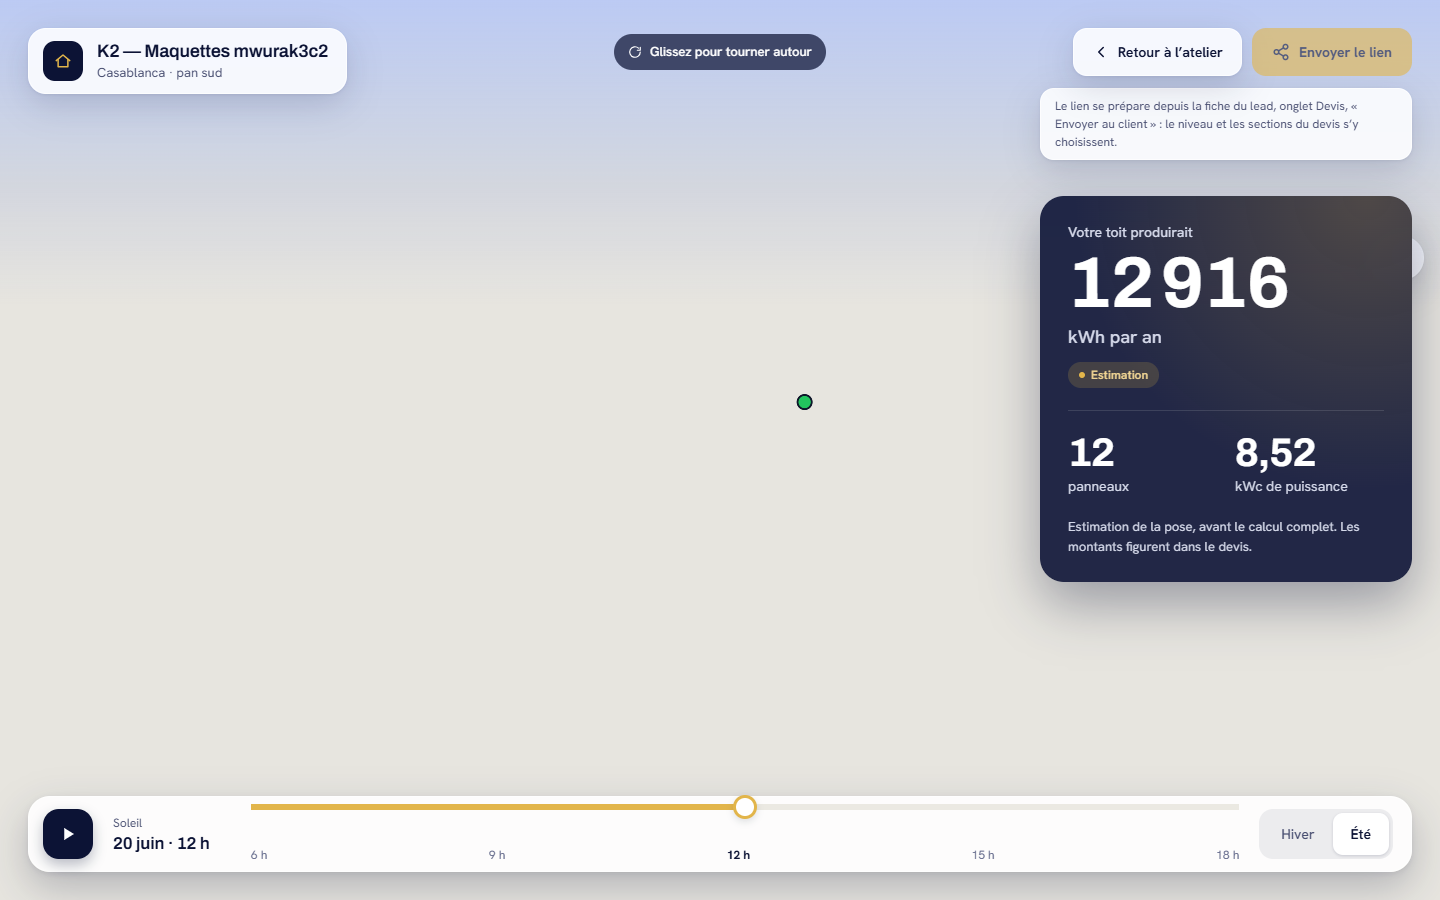 K2 — Maquettes mwurak3c2
Casablanca · pan sud
Glissez pour tourner autour
Retour à l’atelier
Envoyer le lien
Le lien se prépare depuis la fiche du lead, onglet Devis, «
Envoyer au client » : le niveau et les sections du devis s’y
choisissent.
Votre toit produirait
12 916
kWh par an
Estimation
12
panneaux
8,52
kWc de puissance
Estimation de la pose, avant le calcul complet. Les
montants figurent dans le devis.
Soleil
20 juin · 12 h
6 h
9 h
12 h
15 h
18 h
Hiver
Été